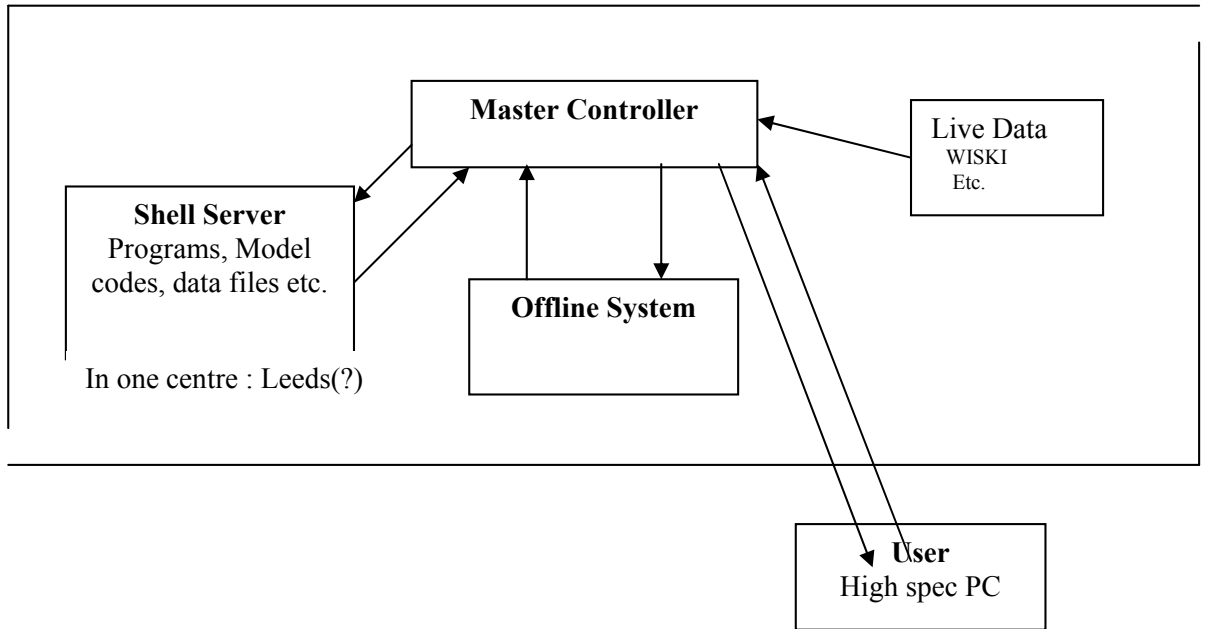 Master Controller
Live Data
WISKI
Etc.
Shell Server
Programs, Model
codes, data files etc.
Offline System
In one centre : Leeds(?)
User
High spec PC